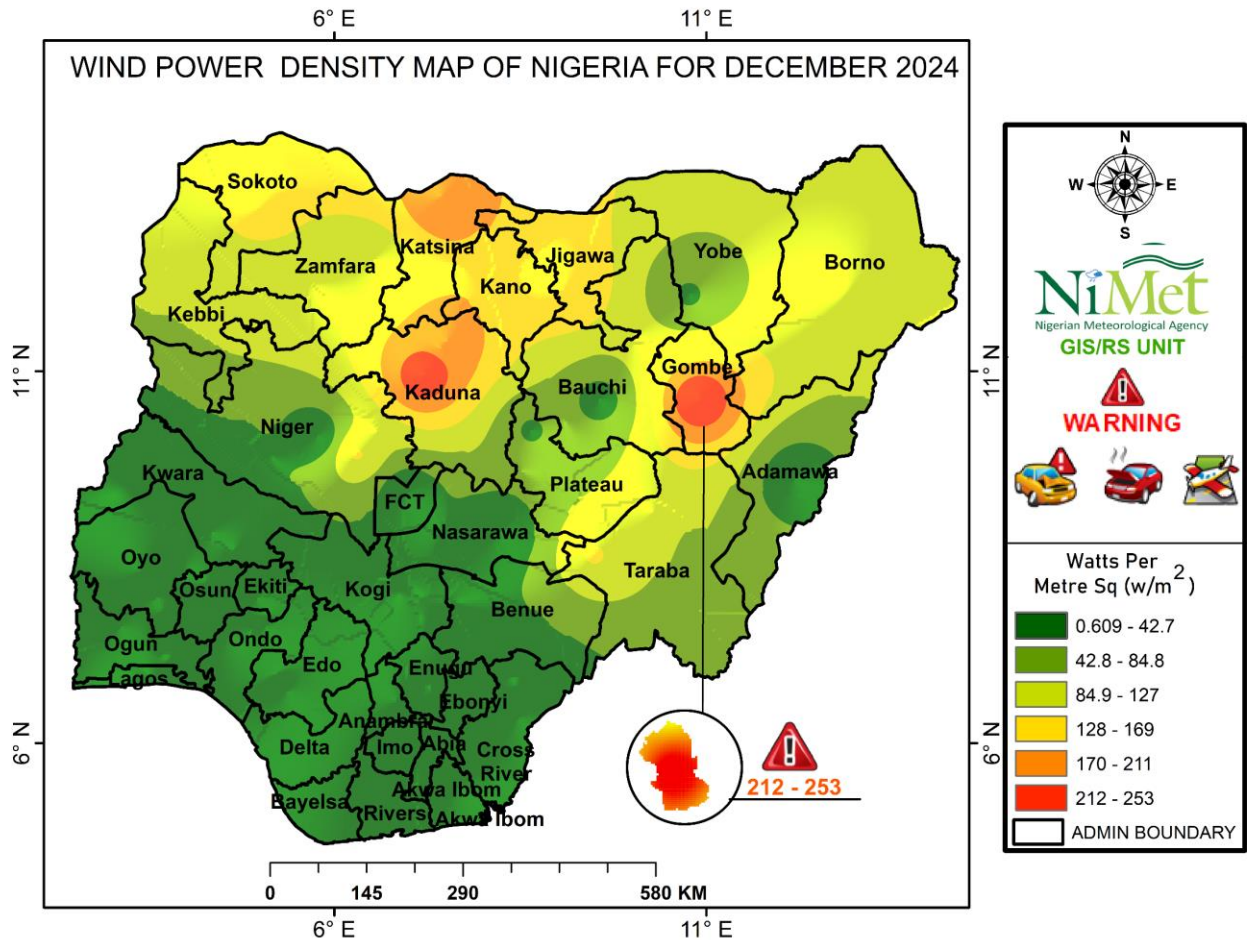 6° E
11° E
WIND POWER DENSITY MAP OF NIGERIA FOR DECEMBER 2024
Sokoto
Katsina
Zamfara
Kano
Jigawa
Yobe
Borno
Kebbi
11° N
11° N
Kaduna
Bauchi
Gombe
Niger
Kwara
FCT
Plateau
Adamawa
Nasarawa
Oyo
Taraba
Osun
Ekiti
Kogi
Benue
Ogun
Ondo
Edo
Enugu
Lagos
Ebonyi
Anambra
Delta
Imo
Abia
Cross
River
Bayelsa
Rivers
Akwa Ibom
Akwa Ibom
6° N
6° N
212 - 253
0 145 290 580 KM
6° E
11° E
N
W E
S
NiMet
Nigerian Meteorological Agency
GIS/RS UNIT
WARNING
Watts Per
Metre Sq (w/m²)
0.609 - 42.7
42.8 - 84.8
84.9 - 127
128 - 169
170 - 211
212 - 253
ADMIN BOUNDARY